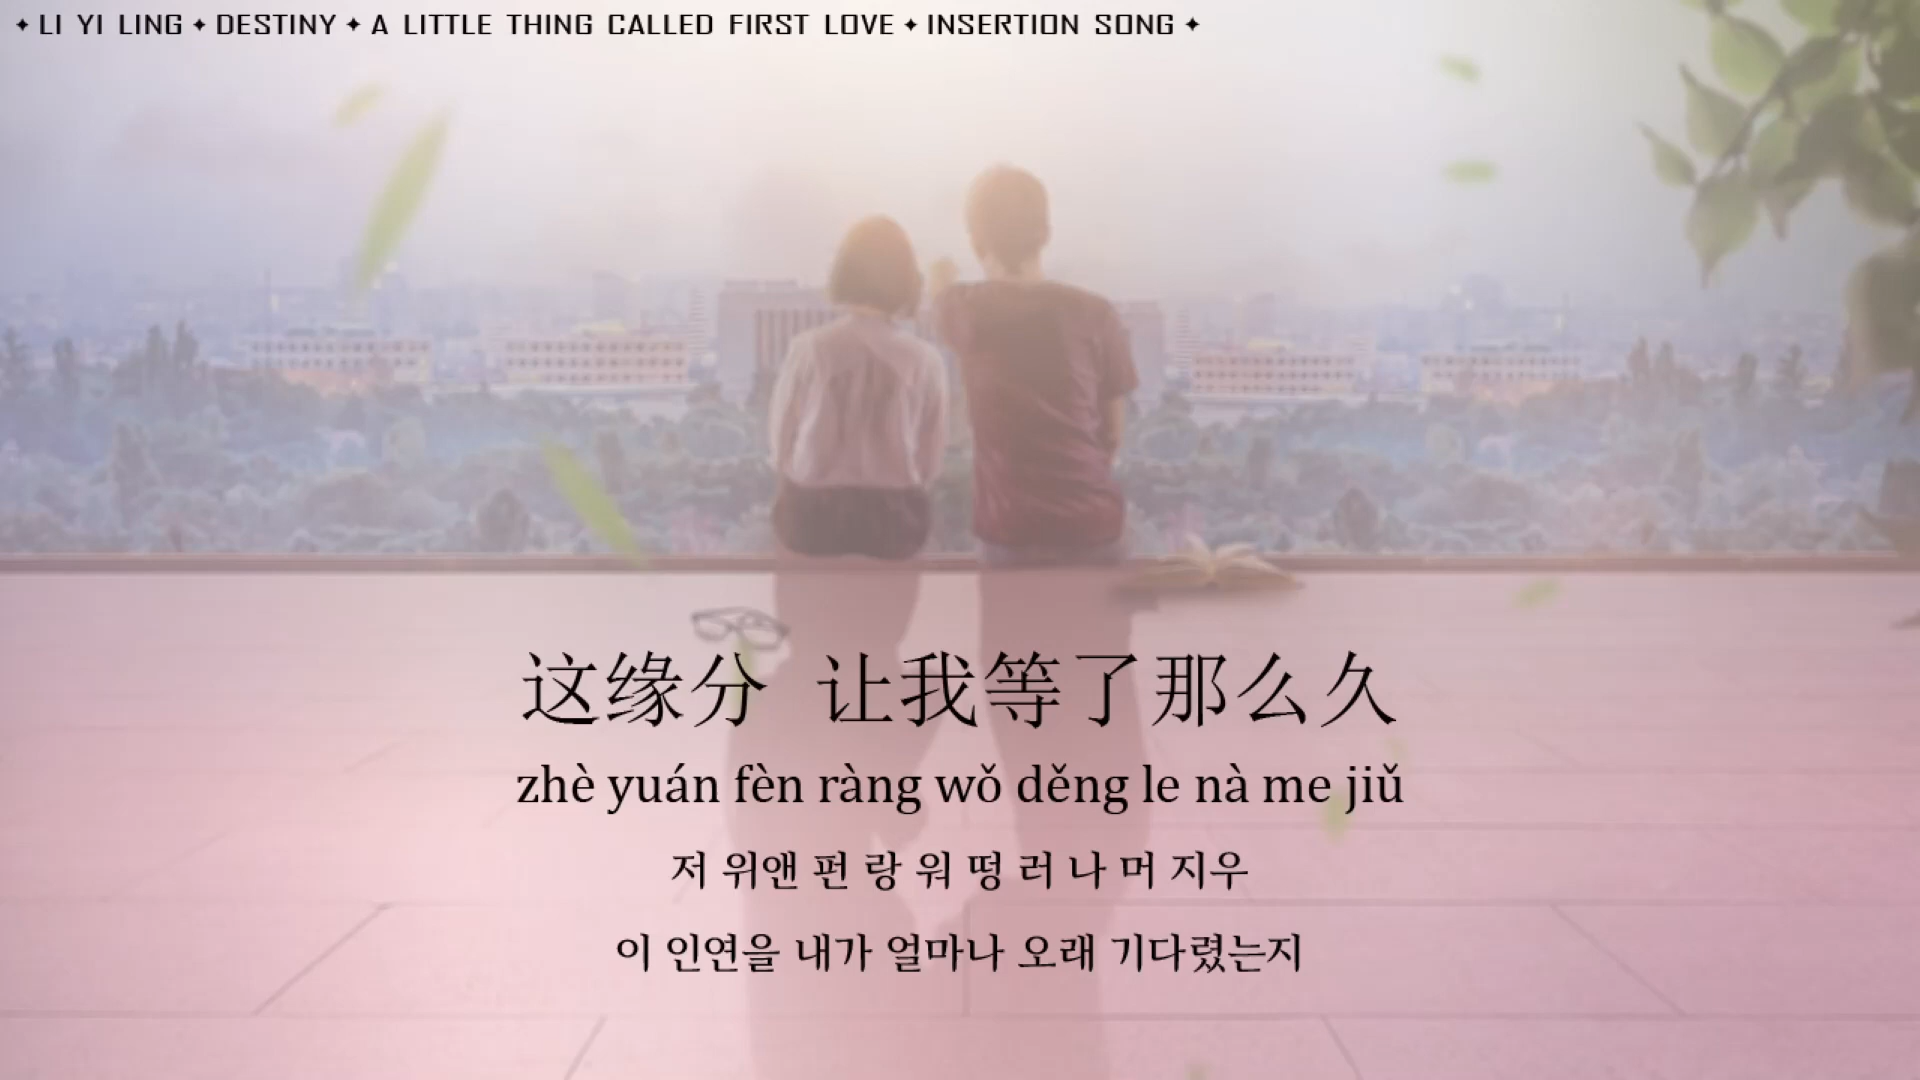 ✦ LI YI LING ✦ DESTINY ✦ A LITTLE THING CALLED FIRST LOVE ✦ INSERTION SONG ✦
这缘分 让我等了那么久
zhè yuán fèn ràng wǒ děng le nà me jiǔ
저 위앤 펀 랑 워 떵 러 나 머 지우
이 인연을 내가 얼마나 오래 기다렸는지